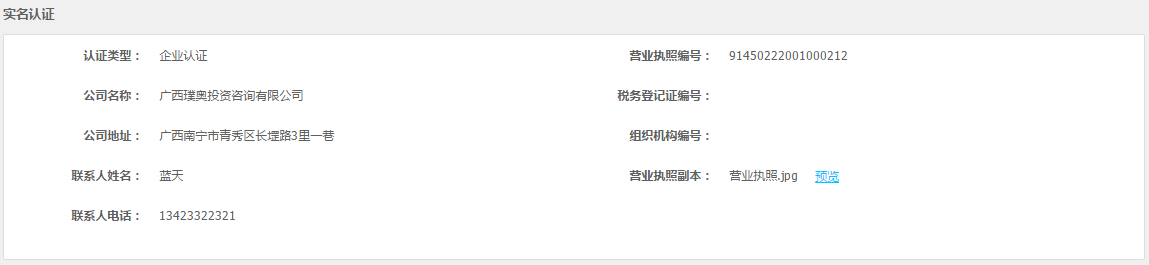 实名认证
认证类型： 企业认证 营业执照编号： 91450222001000212
公司名称： 广西璞奥投资咨询有限公司 税务登记证编号：
公司地址： 广西南宁市青秀区长堽路3里一巷 组织机构编号：
联系人姓名： 蓝天 营业执照副本： 营业执照.jpg 预览
联系人电话： 13423322321